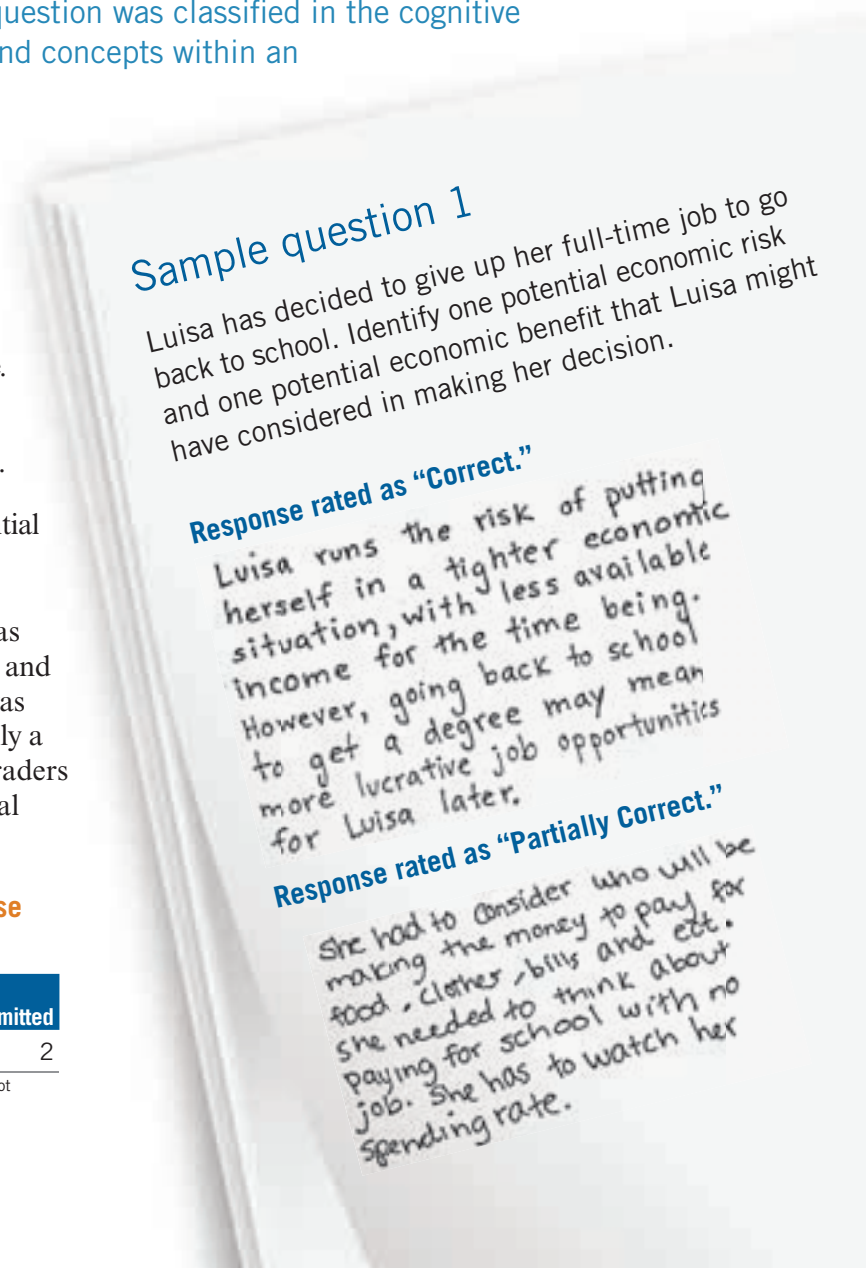 question was classified in the cognitive
nd concepts within an
.
.
tial
as
and
as
ly a
raders
al
se
mitted
2
ot
Sample question 1
Luisa has decided to give up her full-time job to go
back to school. Identify one potential economic risk
and one potential economic benefit that Luisa might
have considered in making her decision.
Response rated as “Correct.”
Luisa runs the risk of putting
herself in a tighter economic
situation, with less available
income for the time being.
However, going back to school
to get a degree may mean
more lucrative job opportunities
for Luisa later.
Response rated as “Partially Correct.”
She had to consider who will be
making the money to pay for
food, clothes, bills and ect.
She needed to think about
paying for school with no
job. She has to watch her
spending rate.